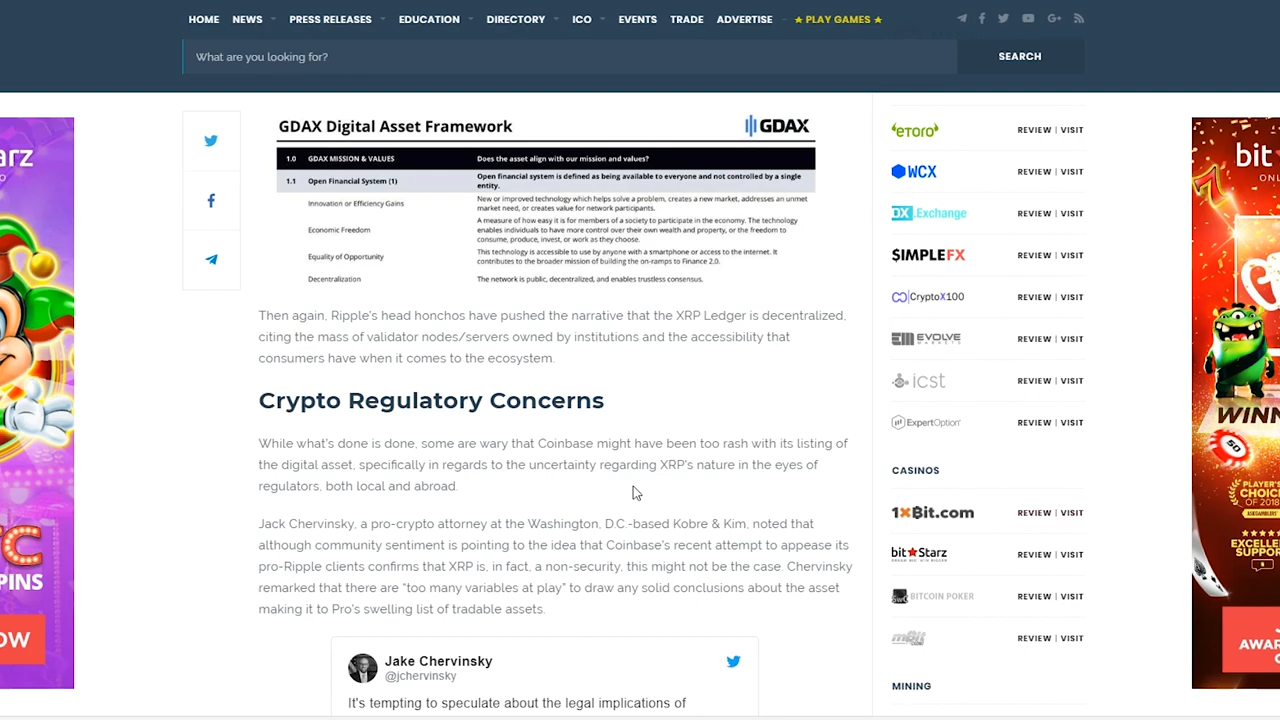 HOME NEWS PRESS RELEASES EDUCATION DIRECTORY ICO EVENTS TRADE ADVERTISE ★ PLAY GAMES ★
What are you looking for?
SEARCH
GDAX Digital Asset Framework
GDAX
1.0 GDAX MISSION & VALUES Does the asset align with our mission and values?
1.1 Open Financial System (1) Open financial system is defined as being available to everyone and not controlled by a single
entity.
Innovation or Efficiency Gains New or improved technology which helps solve a problem, creates a new market, addresses an unmet
market need, or creates value for network participants.
Economic Freedom A measure of how easy it is for members of a society to participate in the economy. The technology
enables individuals to have more control over their own wealth and property, or the freedom to
consume, produce, invest, or work as they choose.
Equality of Opportunity This technology is accessible to use by anyone with a smartphone or access to the internet. It
contributes to the broader mission of building the on-ramps to Finance 2.0.
Decentralization The network is public, decentralized, and enables trustless consensus.
Then again, Ripple's head honchos have pushed the narrative that the XRP Ledger is decentralized,
citing the mass of validator nodes/servers owned by institutions and the accessibility that
consumers have when it comes to the ecosystem.
Crypto Regulatory Concerns
While what's done is done, some are wary that Coinbase might have been too rash with its listing of
the digital asset, specifically in regards to the uncertainty regarding XRP's nature in the eyes of
regulators, both local and abroad.
Jack Chervinsky, a pro-crypto attorney at the Washington, D.C.-based Kobre & Kim, noted that
although community sentiment is pointing to the idea that Coinbase's recent attempt to appease its
pro-Ripple clients confirms that XRP is, in fact, a non-security, this might not be the case. Chervinsky
remarked that there are "too many variables at play" to draw any solid conclusions about the asset
making it to Pro's swelling list of tradable assets.
Jake Chervinsky
@jchervinsky
It's tempting to speculate about the legal implications of
eToro REVIEW | VISIT
WCX REVIEW | VISIT
DX.Exchange REVIEW | VISIT
$IMPLEFX REVIEW | VISIT
CryptoX100 REVIEW | VISIT
EVOLVE MARKETS REVIEW | VISIT
icst REVIEW | VISIT
ExpertOption REVIEW | VISIT
CASINOS
1XBit.com REVIEW | VISIT
bitStarz REVIEW | VISIT
BITCOIN POKER REVIEW | VISIT
mBit REVIEW | VISIT
MINING
arz
TC
PINS
OW
bit
ONL
WINN
50
PLAYER'S
CHOIC
OF 2018
EXCELLE
SUPPOR
AWAR